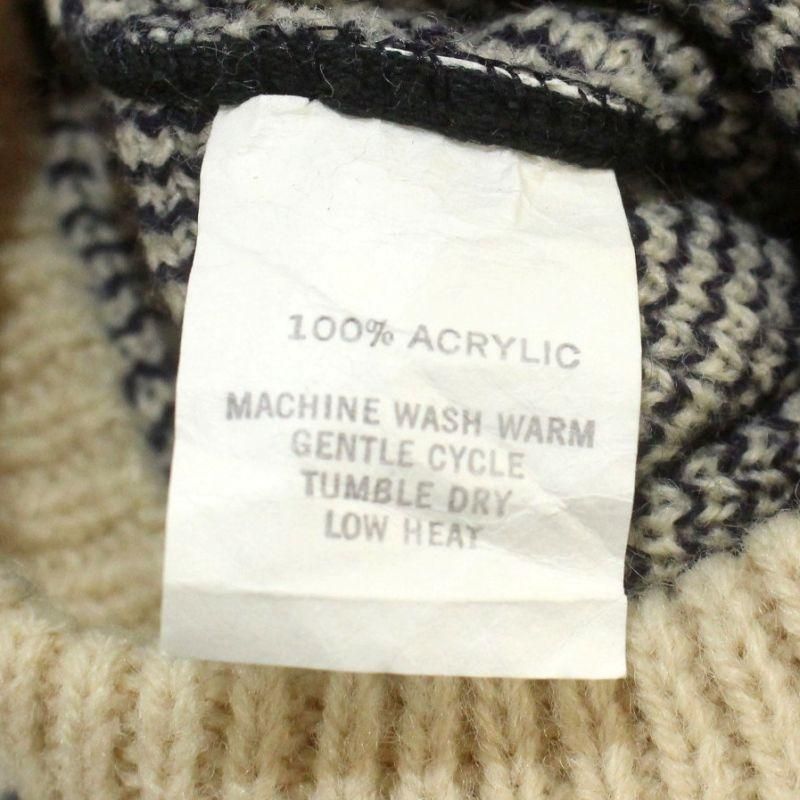 100% ACRYLIC
MACHINE WASH WARM
GENTLE CYCLE
TUMBLE DRY
LOW HEAT